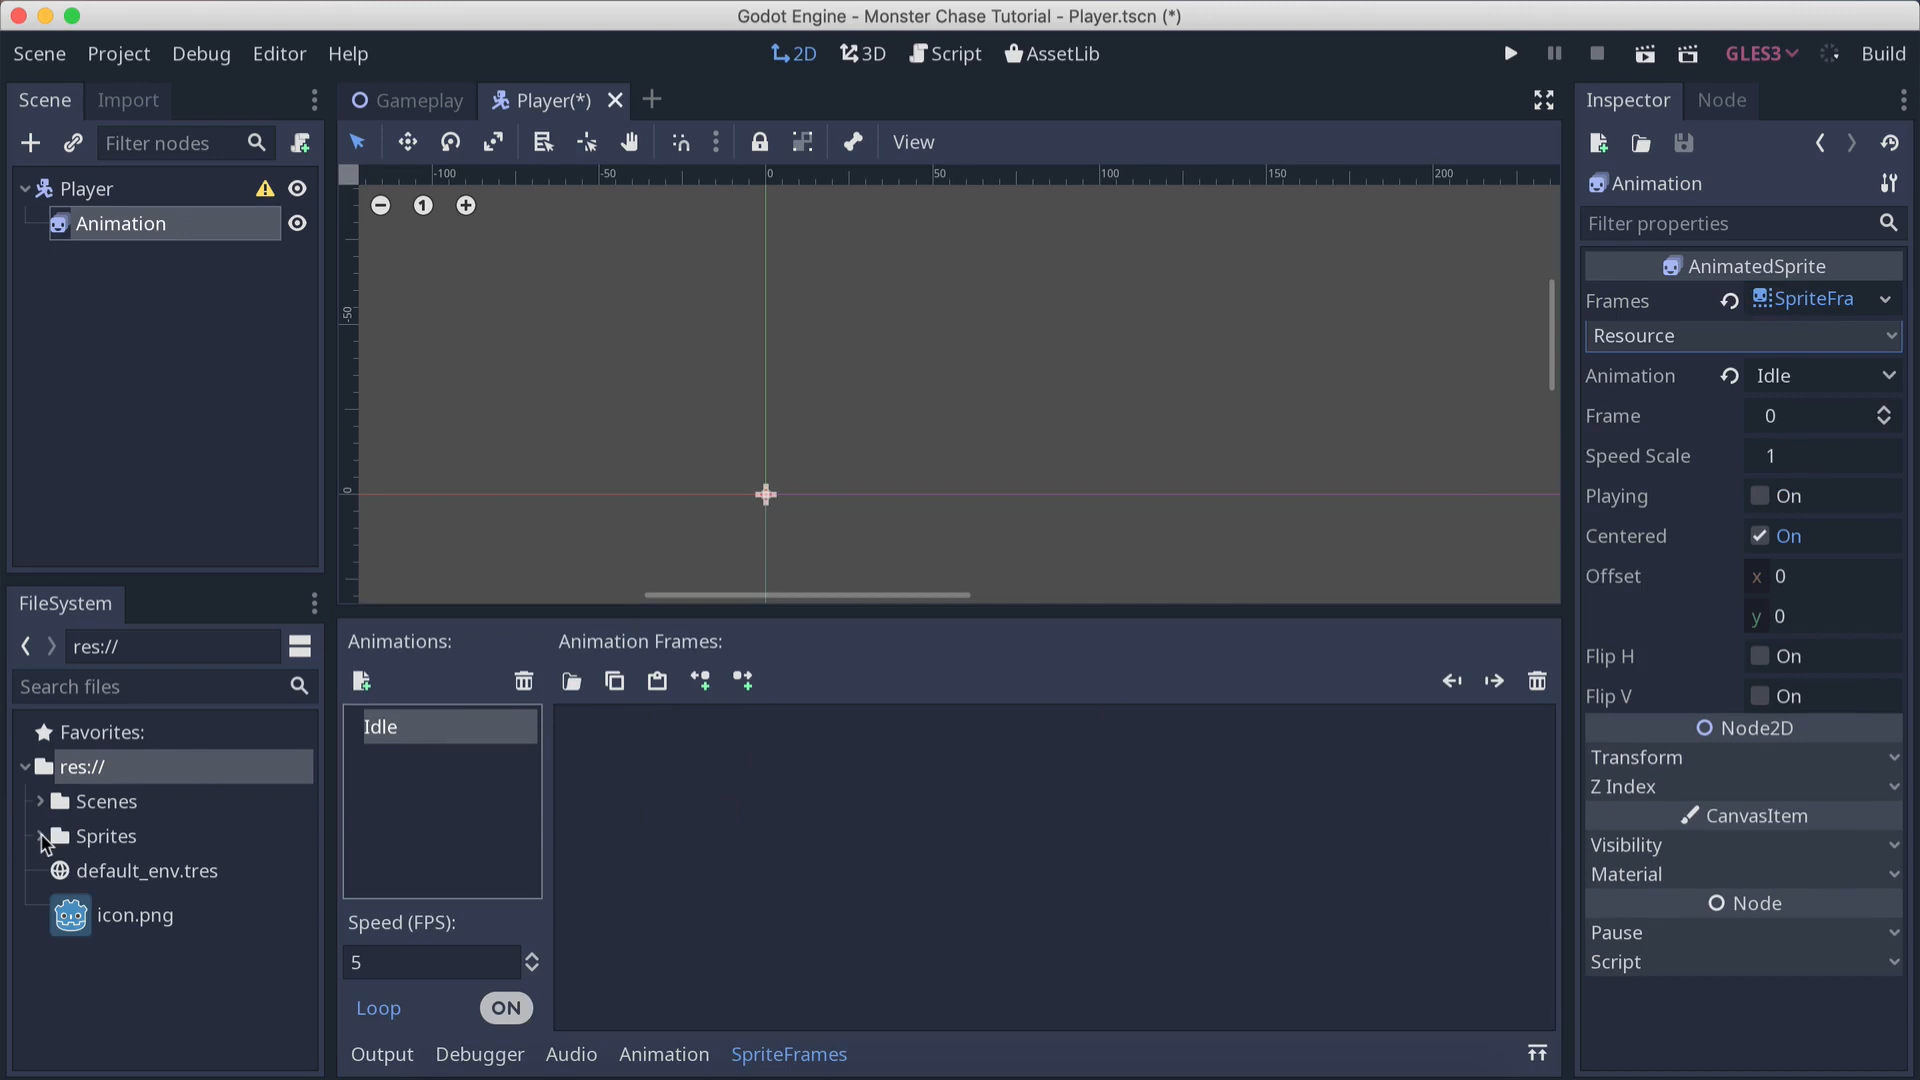 Godot Engine - Monster Chase Tutorial - Player.tscn (*)
Scene Project Debug Editor Help
2D 3D Script AssetLib
GLES3 Build
Scene Import
Filter nodes
Player
Animation
FileSystem
res://
Search files
Favorites:
res://
Scenes
Sprites
default_env.tres
icon.png
Gameplay Player(*)
View
-100 -50 0 50 100 150 200
-50
0
1
Animations:
Idle
Speed (FPS):
5
Loop ON
Animation Frames:
Output Debugger Audio Animation SpriteFrames
Inspector Node
Animation
Filter properties
AnimatedSprite
Frames SpriteFra
Resource
Animation Idle
Frame 0
Speed Scale 1
Playing On
Centered On
Offset x 0
y 0
Flip H On
Flip V On
Node2D
Transform
Z Index
CanvasItem
Visibility
Material
Node
Pause
Script